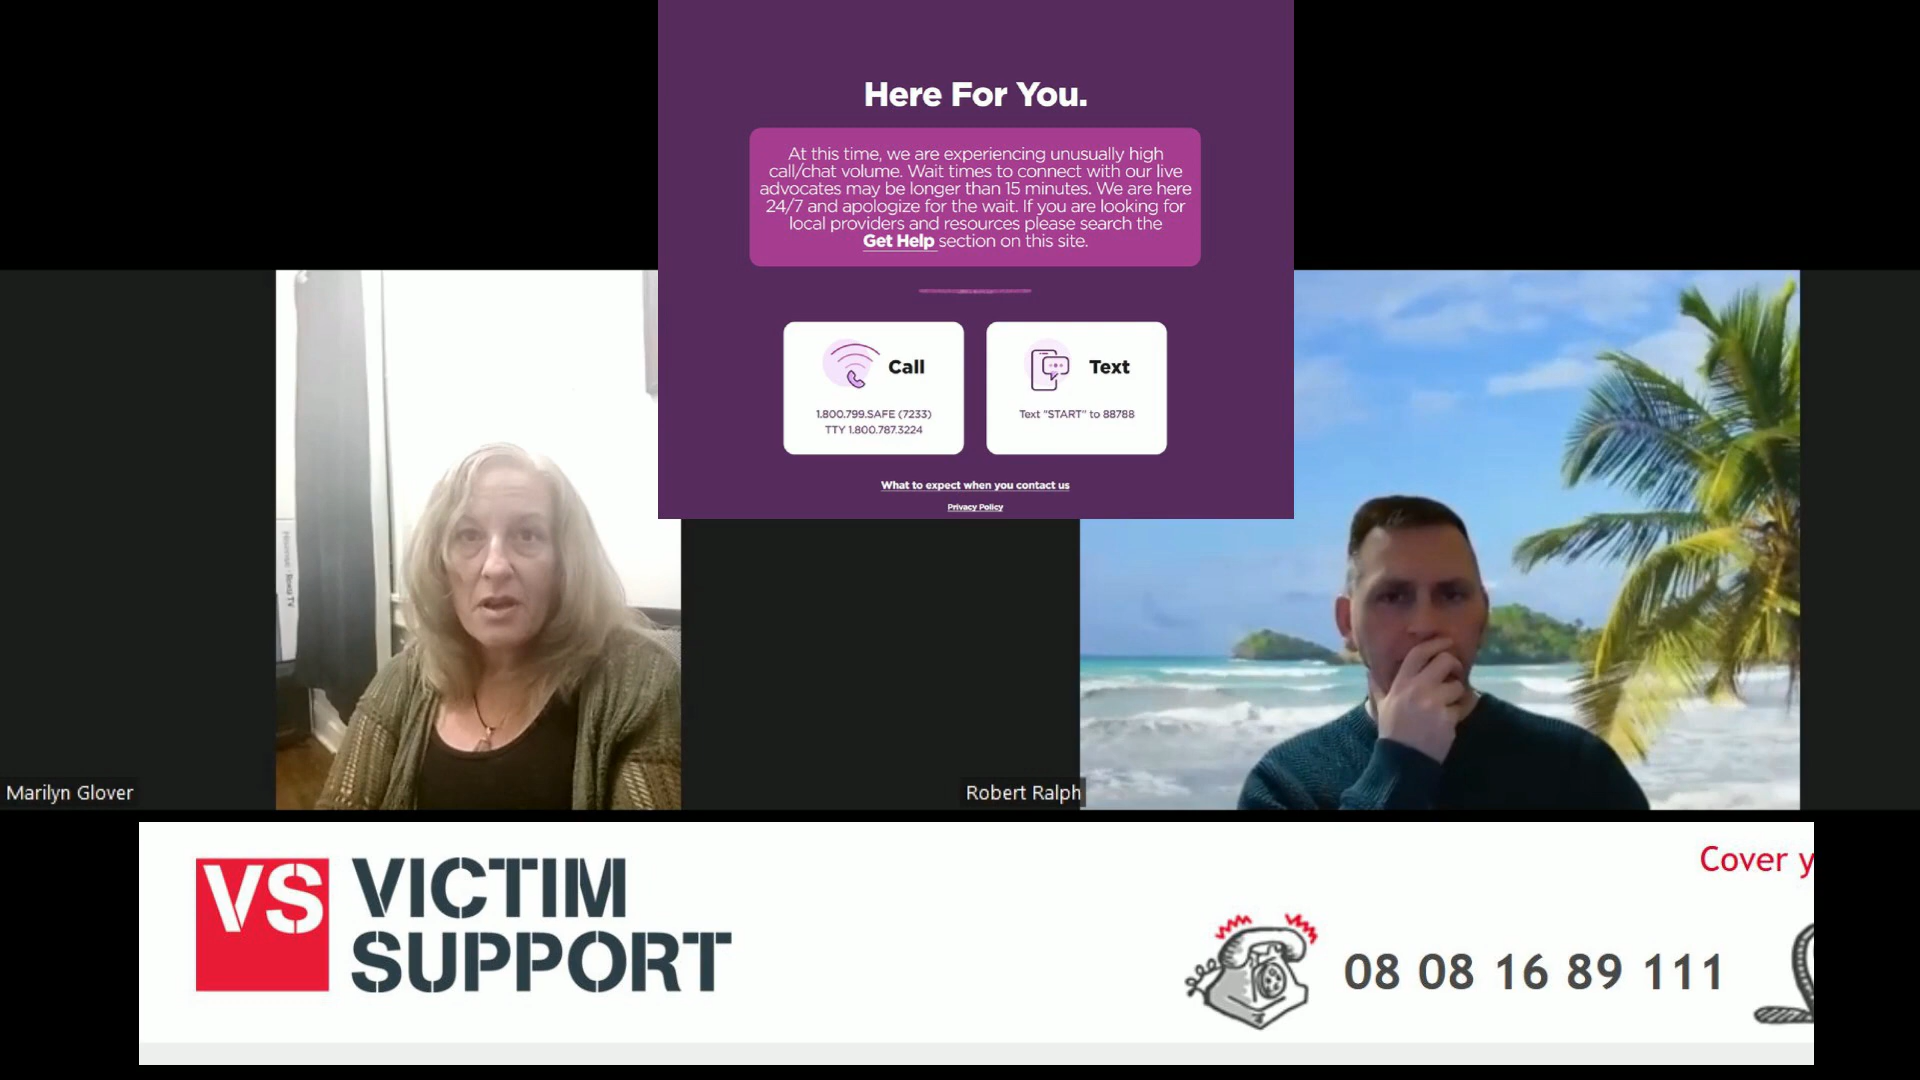 Here For You.
At this time, we are experiencing unusually high
call/chat volume. Wait times to connect with our live
advocates may be longer than 15 minutes. We are here
24/7 and apologize for the wait. If you are looking for
local providers and resources please search the
Get Help section on this site.
Call
1.800.799.SAFE (7233)
TTY 1.800.787.3224
Text
Text "START" to 88788
What to expect when you contact us
Privacy Policy
Roku TV
Marilyn Glover
Robert Ralph
VS VICTIM
SUPPORT
Cover y
08 08 16 89 111